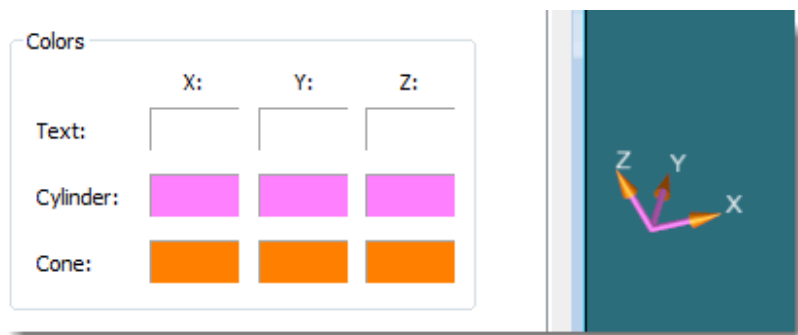 Colors
X: Y: Z:
Text:
Cylinder:
Cone:
Z Y
X